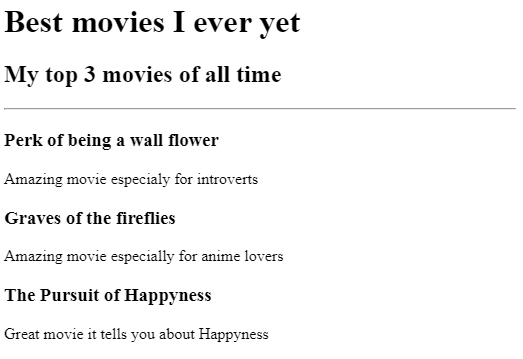 Best movies I ever yet
My top 3 movies of all time
Perk of being a wall flower
Amazing movie especialy for introverts
Graves of the fireflies
Amazing movie especially for anime lovers
The Pursuit of Happyness
Great movie it tells you about Happyness